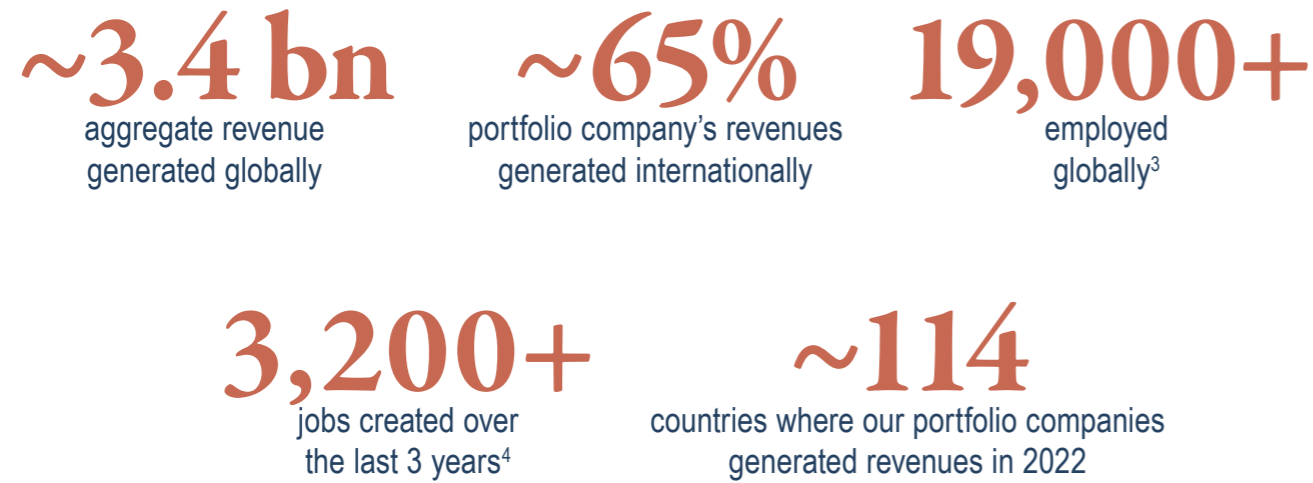 ~3.4 bn
aggregate revenue
generated globally
~65%
portfolio company's revenues
generated internationally
19,000+
employed
globally³
3,200+
jobs created over
the last 3 years⁴
~114
countries where our portfolio companies
generated revenues in 2022